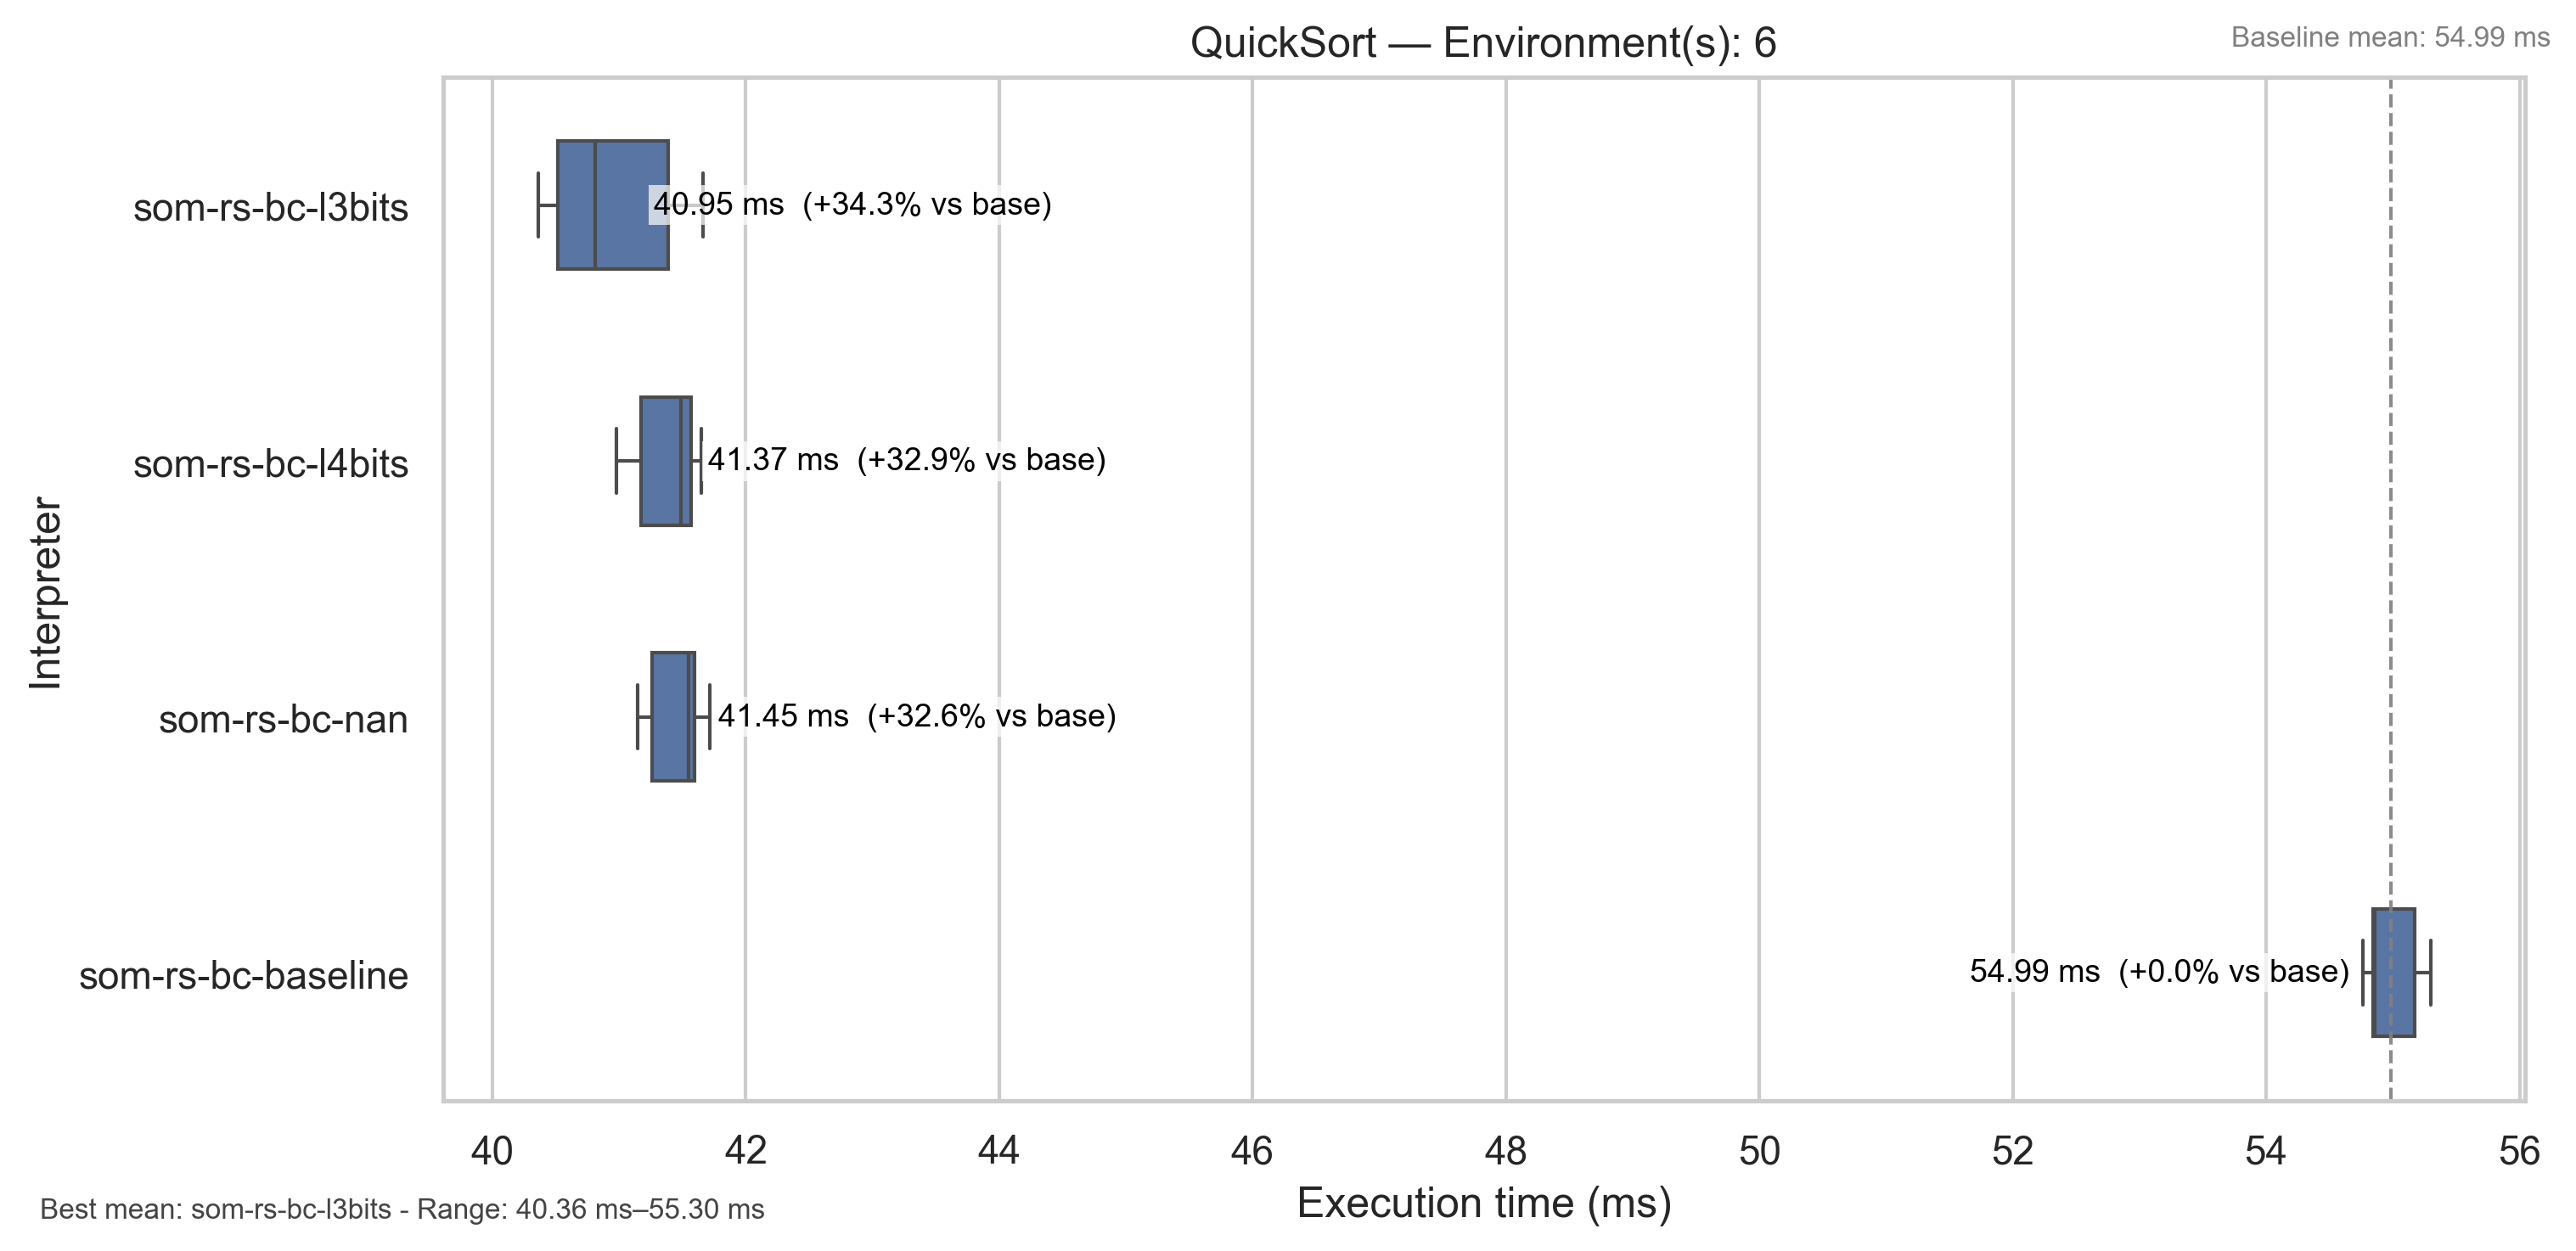 QuickSort — Environment(s): 6
Baseline mean: 54.99 ms
Interpreter
som-rs-bc-l3bits
40.95 ms (+34.3% vs base)
som-rs-bc-l4bits
41.37 ms (+32.9% vs base)
som-rs-bc-nan
41.45 ms (+32.6% vs base)
som-rs-bc-baseline
54.99 ms (+0.0% vs base)
40 42 44 46 48 50 52 54 56
Execution time (ms)
Best mean: som-rs-bc-l3bits - Range: 40.36 ms–55.30 ms